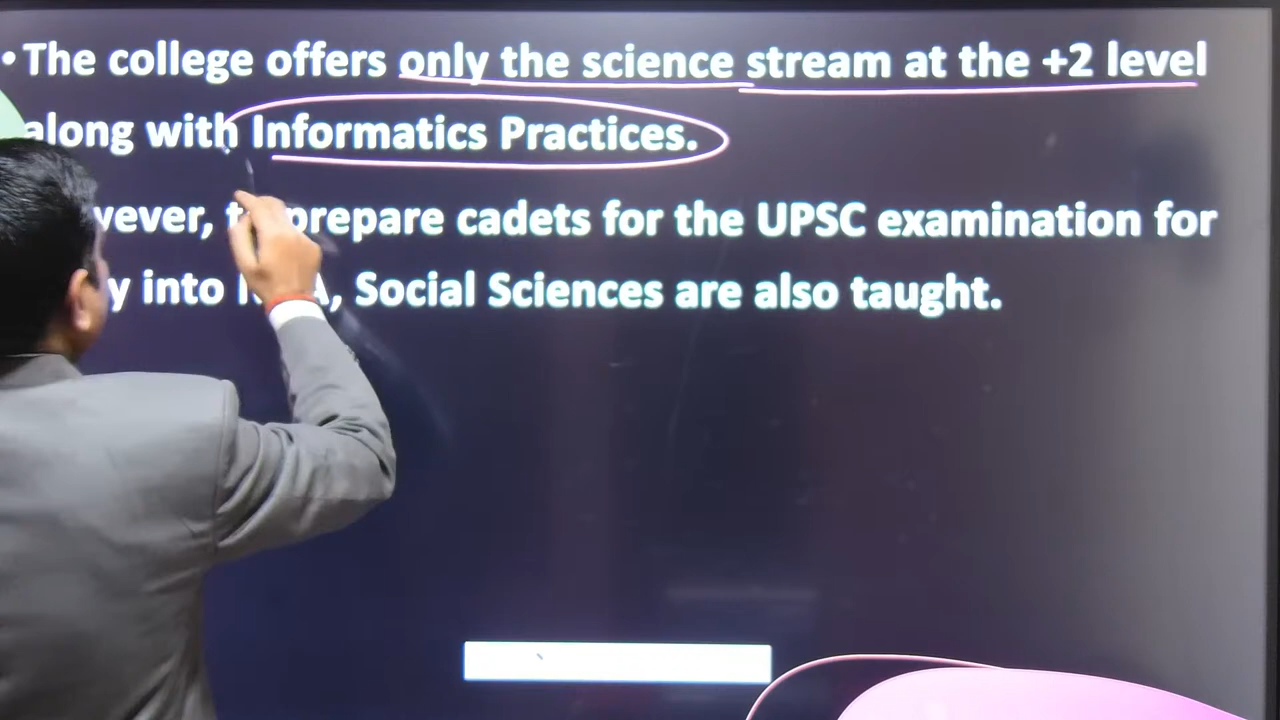 • The college offers only the science stream at the +2 level
along with Informatics Practices.
prepare cadets for the UPSC examination for
into Social Sciences are also taught.